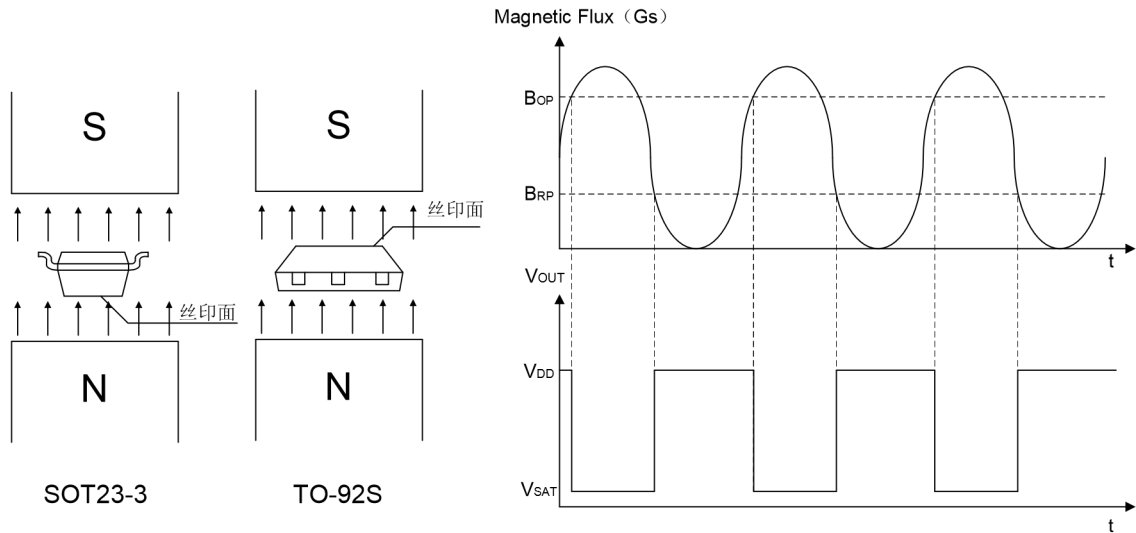 Magnetic Flux（Gs）
S
S
丝印面
丝印面
N
N
SOT23-3
TO-92S
BOP
BRP
t
VOUT
VDD
VSAT
t